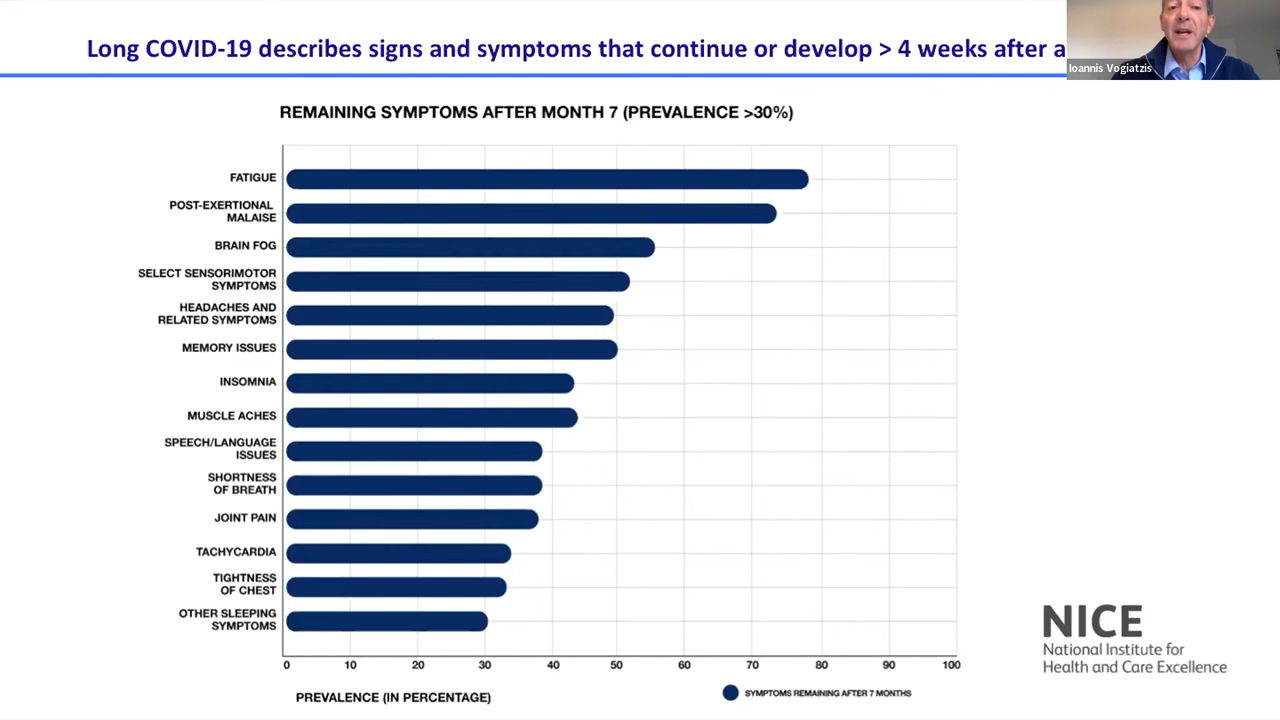 Long COVID-19 describes signs and symptoms that continue or develop > 4 weeks after a
Ioannis Vogiatzis
REMAINING SYMPTOMS AFTER MONTH 7 (PREVALENCE >30%)
FATIGUE
POST-EXERTIONAL
MALAISE
BRAIN FOG
SELECT SENSORIMOTOR
SYMPTOMS
HEADACHES AND
RELATED SYMPTOMS
MEMORY ISSUES
INSOMNIA
MUSCLE ACHES
SPEECH/LANGUAGE
ISSUES
SHORTNESS
OF BREATH
JOINT PAIN
TACHYCARDIA
TIGHTNESS
OF CHEST
OTHER SLEEPING
SYMPTOMS
0 10 20 30 40 50 60 70 80 90 100
PREVALENCE (IN PERCENTAGE)
SYMPTOMS REMAINING AFTER 7 MONTHS
NICE
National Institute for
Health and Care Excellence